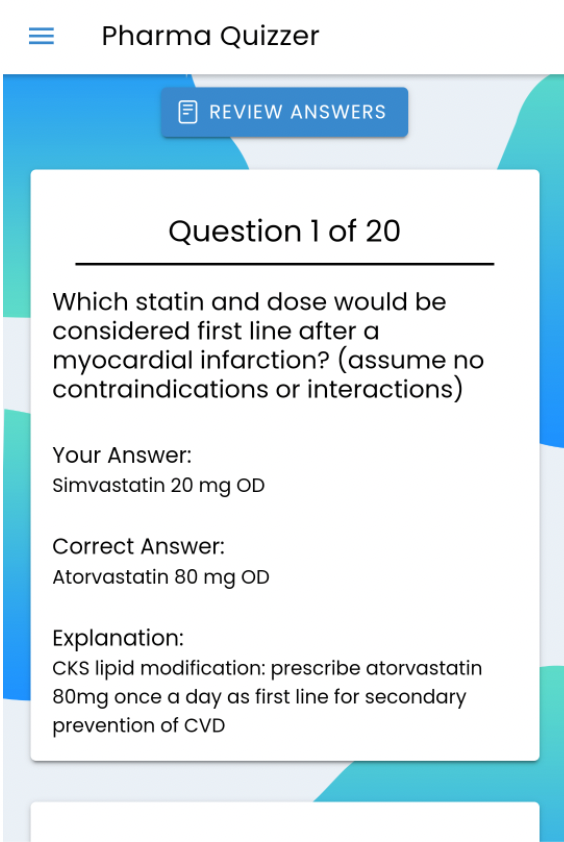 Pharma Quizzer
REVIEW ANSWERS
Question 1 of 20
Which statin and dose would be
considered first line after a
myocardial infarction? (assume no
contraindications or interactions)
Your Answer:
Simvastatin 20 mg OD
Correct Answer:
Atorvastatin 80 mg OD
Explanation:
CKS lipid modification: prescribe atorvastatin
80mg once a day as first line for secondary
prevention of CVD